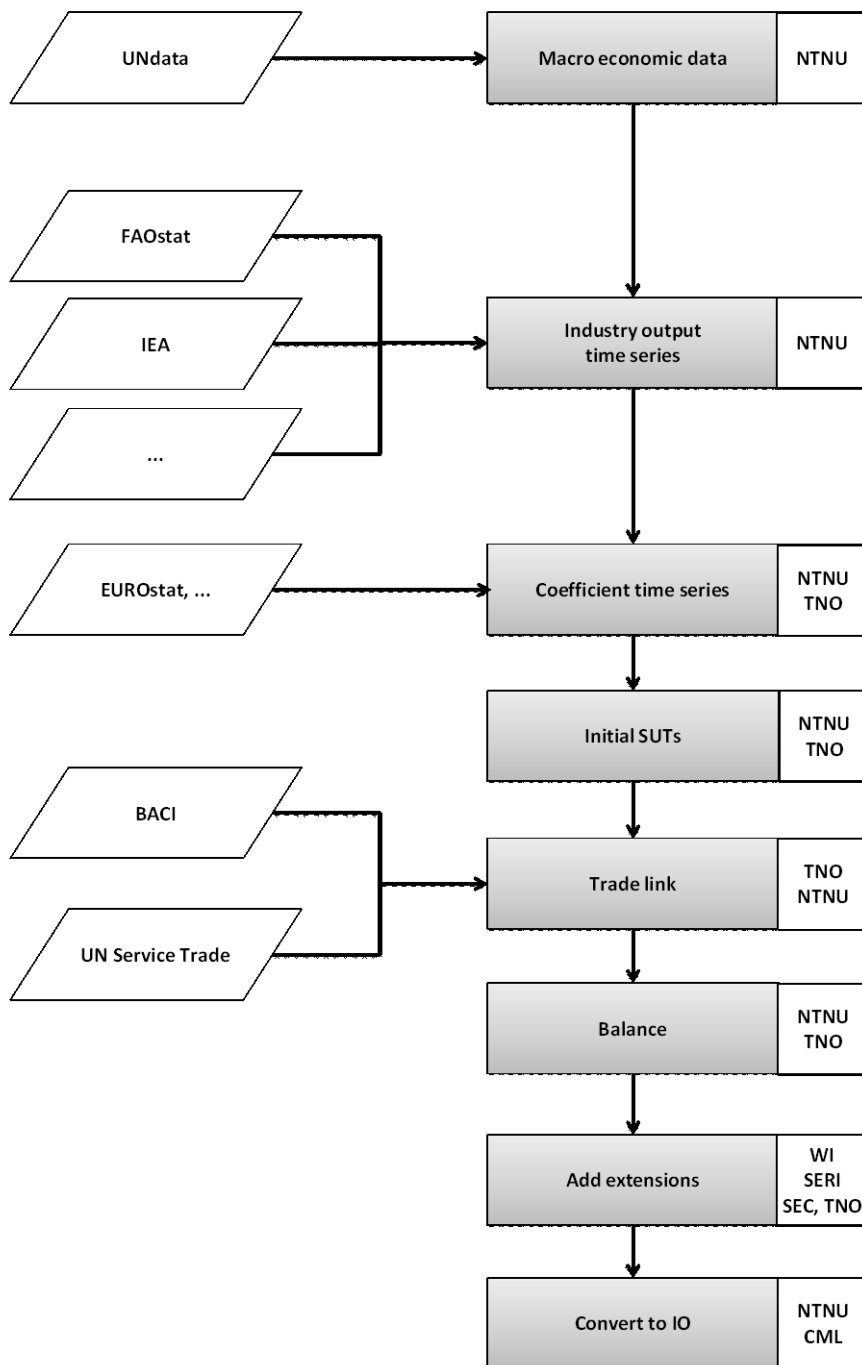 UNdata
Macro economic data
NTNU
FAOstat
IEA
...
Industry output
time series
NTNU
EUROstat, ...
Coefficient time series
NTNU
TNO
Initial SUTs
NTNU
TNO
BACI
UN Service Trade
Trade link
TNO
NTNU
Balance
NTNU
TNO
Add extensions
WI
SERI
SEC, TNO
Convert to IO
NTNU
CML